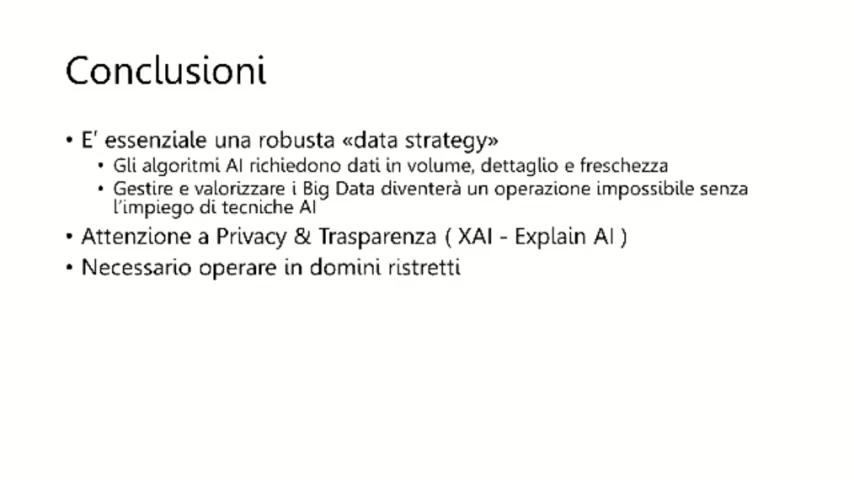 Conclusioni
• E' essenziale una robusta «data strategy»
• Gli algoritmi AI richiedono dati in volume, dettaglio e freschezza
• Gestire e valorizzare i Big Data diventerà un operazione impossibile senza
l'impiego di tecniche AI
• Attenzione a Privacy & Trasparenza ( XAI - Explain AI )
• Necessario operare in domini ristretti